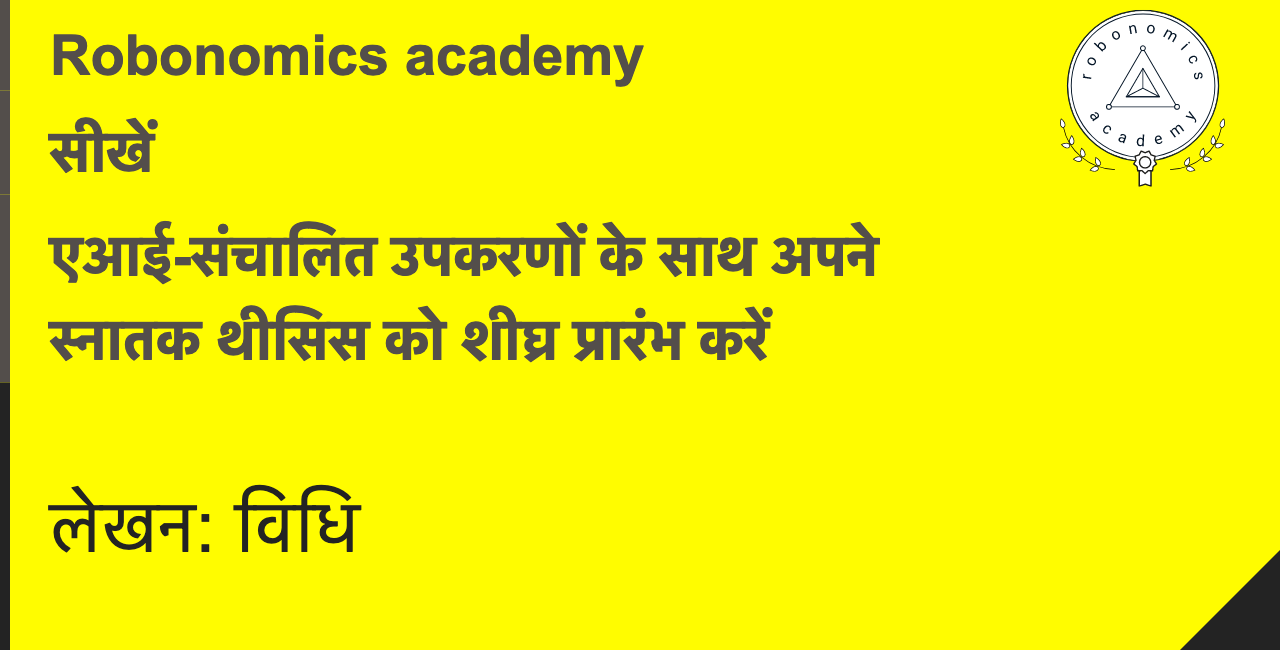 Robonomics academy
सीखें
एआई-संचालित उपकरणों के साथ अपने
स्नातक थीसिस को शीघ्र प्रारंभ करें
लेखन: विधि
robonomics
academy